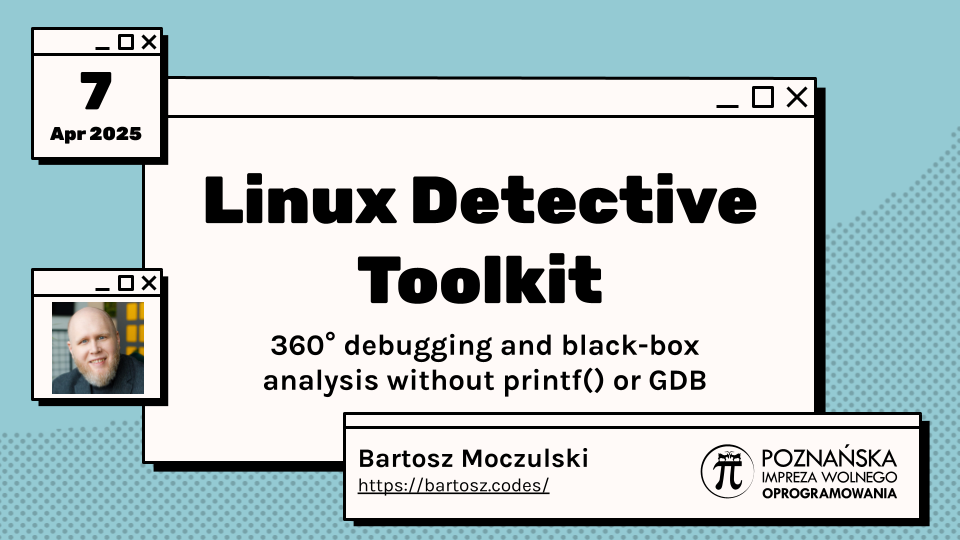 7
Apr 2025
Linux Detective
Toolkit
360° debugging and black-box
analysis without printf() or GDB
Bartosz Moczulski
https://bartosz.codes/
POZNAŃSKA
IMPREZA WOLNEGO
OPROGRAMOWANIA